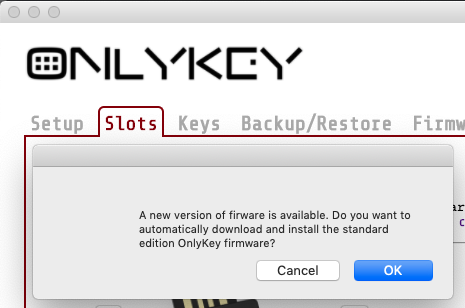 ONLYKEY
Setup Slots Keys Backup/Restore Firmw
A new version of firware is available. Do you want to
automatically download and install the standard
edition OnlyKey firmware?
Cancel OK